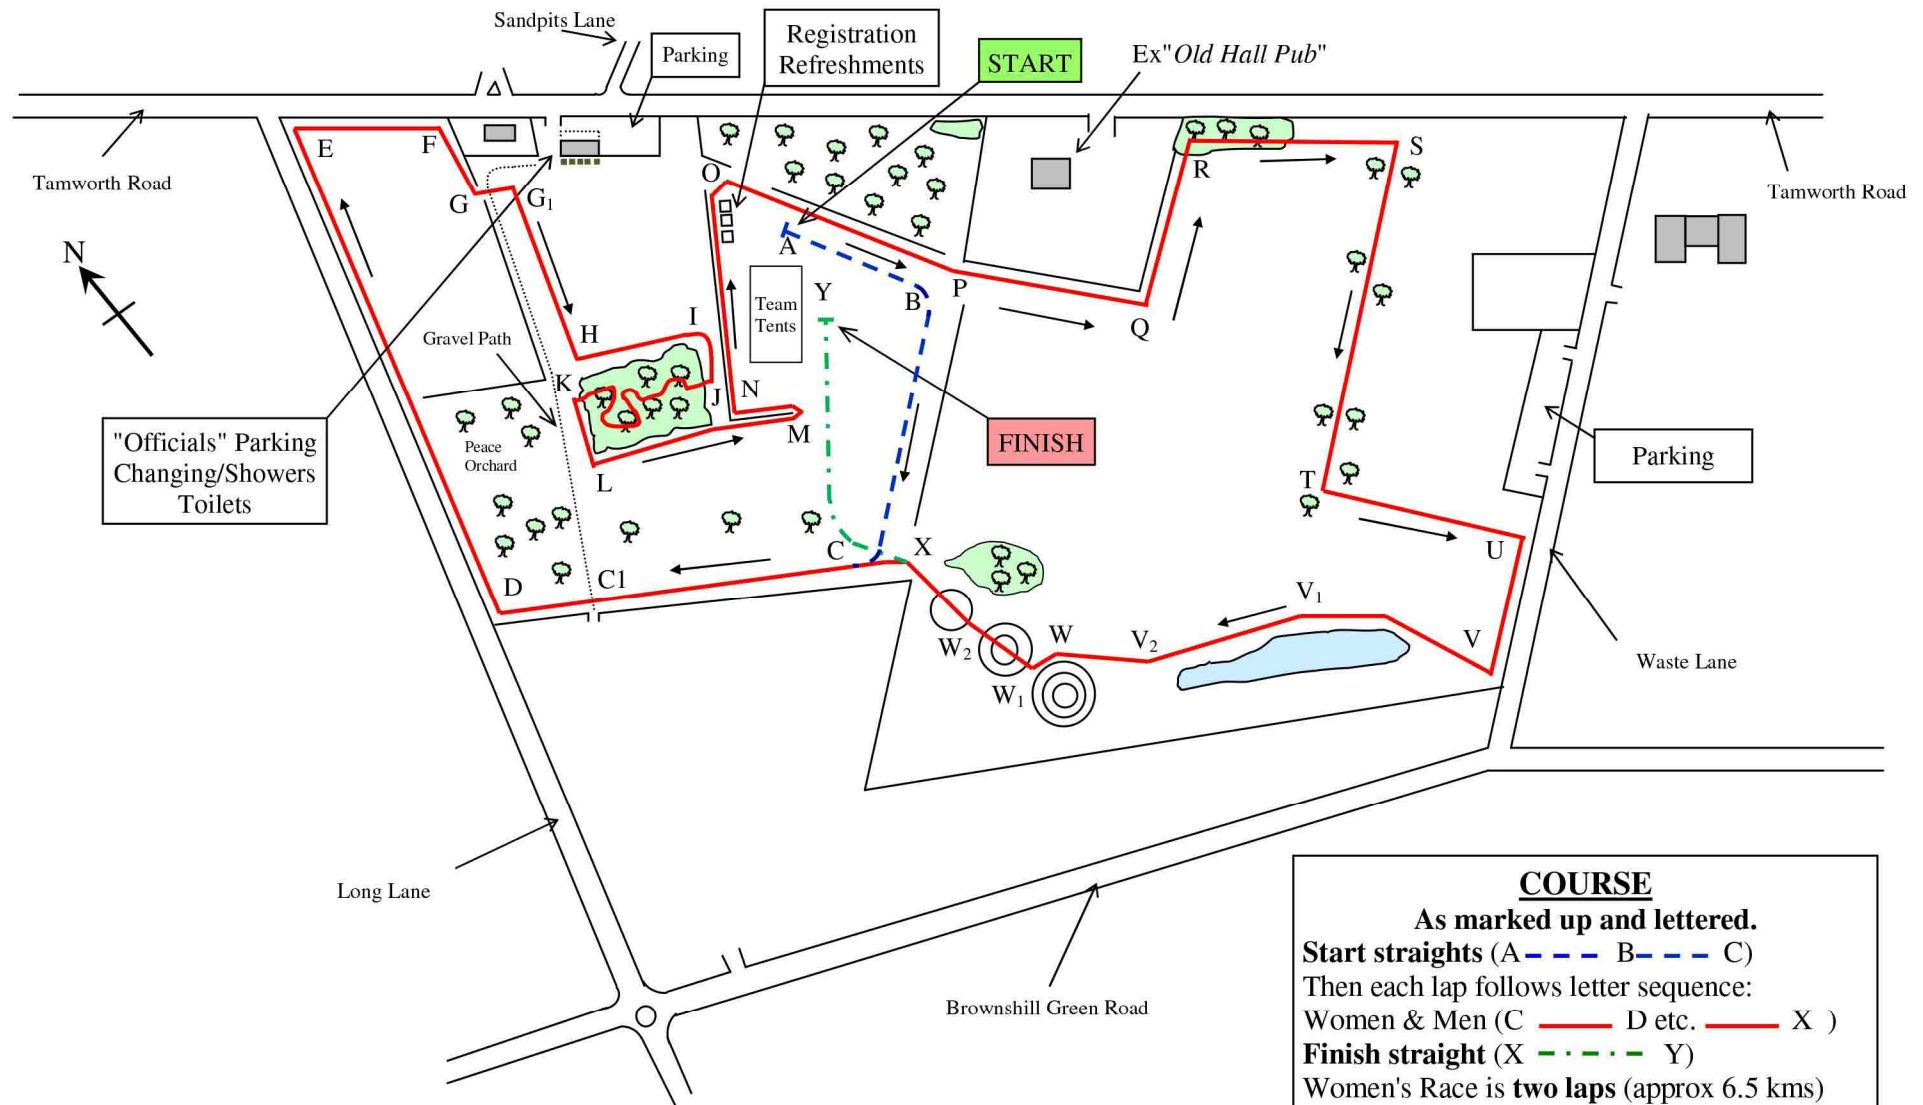 Sandpits Lane
Parking
Registration
Refreshments
START
Ex"Old Hall Pub"
Tamworth Road
Tamworth Road
N
E
F
G
G1
O
A
B
P
Y
Q
R
S
H
I
Gravel Path
Team
Tents
K
J
N
M
L
Peace
Orchard
"Officials" Parking
Changing/Showers
Toilets
FINISH
Parking
T
U
C
X
D
C1
V1
V
V2
W
W2
W1
Waste Lane
Long Lane
Brownshill Green Road
COURSE
As marked up and lettered.
Start straights (A B C)
Then each lap follows letter sequence:
Women & Men (C D etc. X )
Finish straight (X Y)
Women's Race is two laps (approx 6.5 kms)